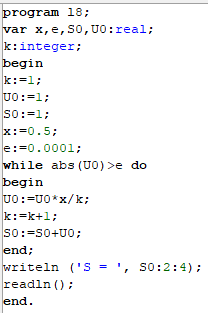 program l8;
var x,e,S0,U0:real;
k:integer;
begin
k:=1;
U0:=1;
S0:=1;
x:=0.5;
e:=0.0001;
while abs(U0)>e do
begin
U0:=U0*x/k;
k:=k+1;
S0:=S0+U0;
end;
writeln ('S = ', S0:2:4);
readln();
end.